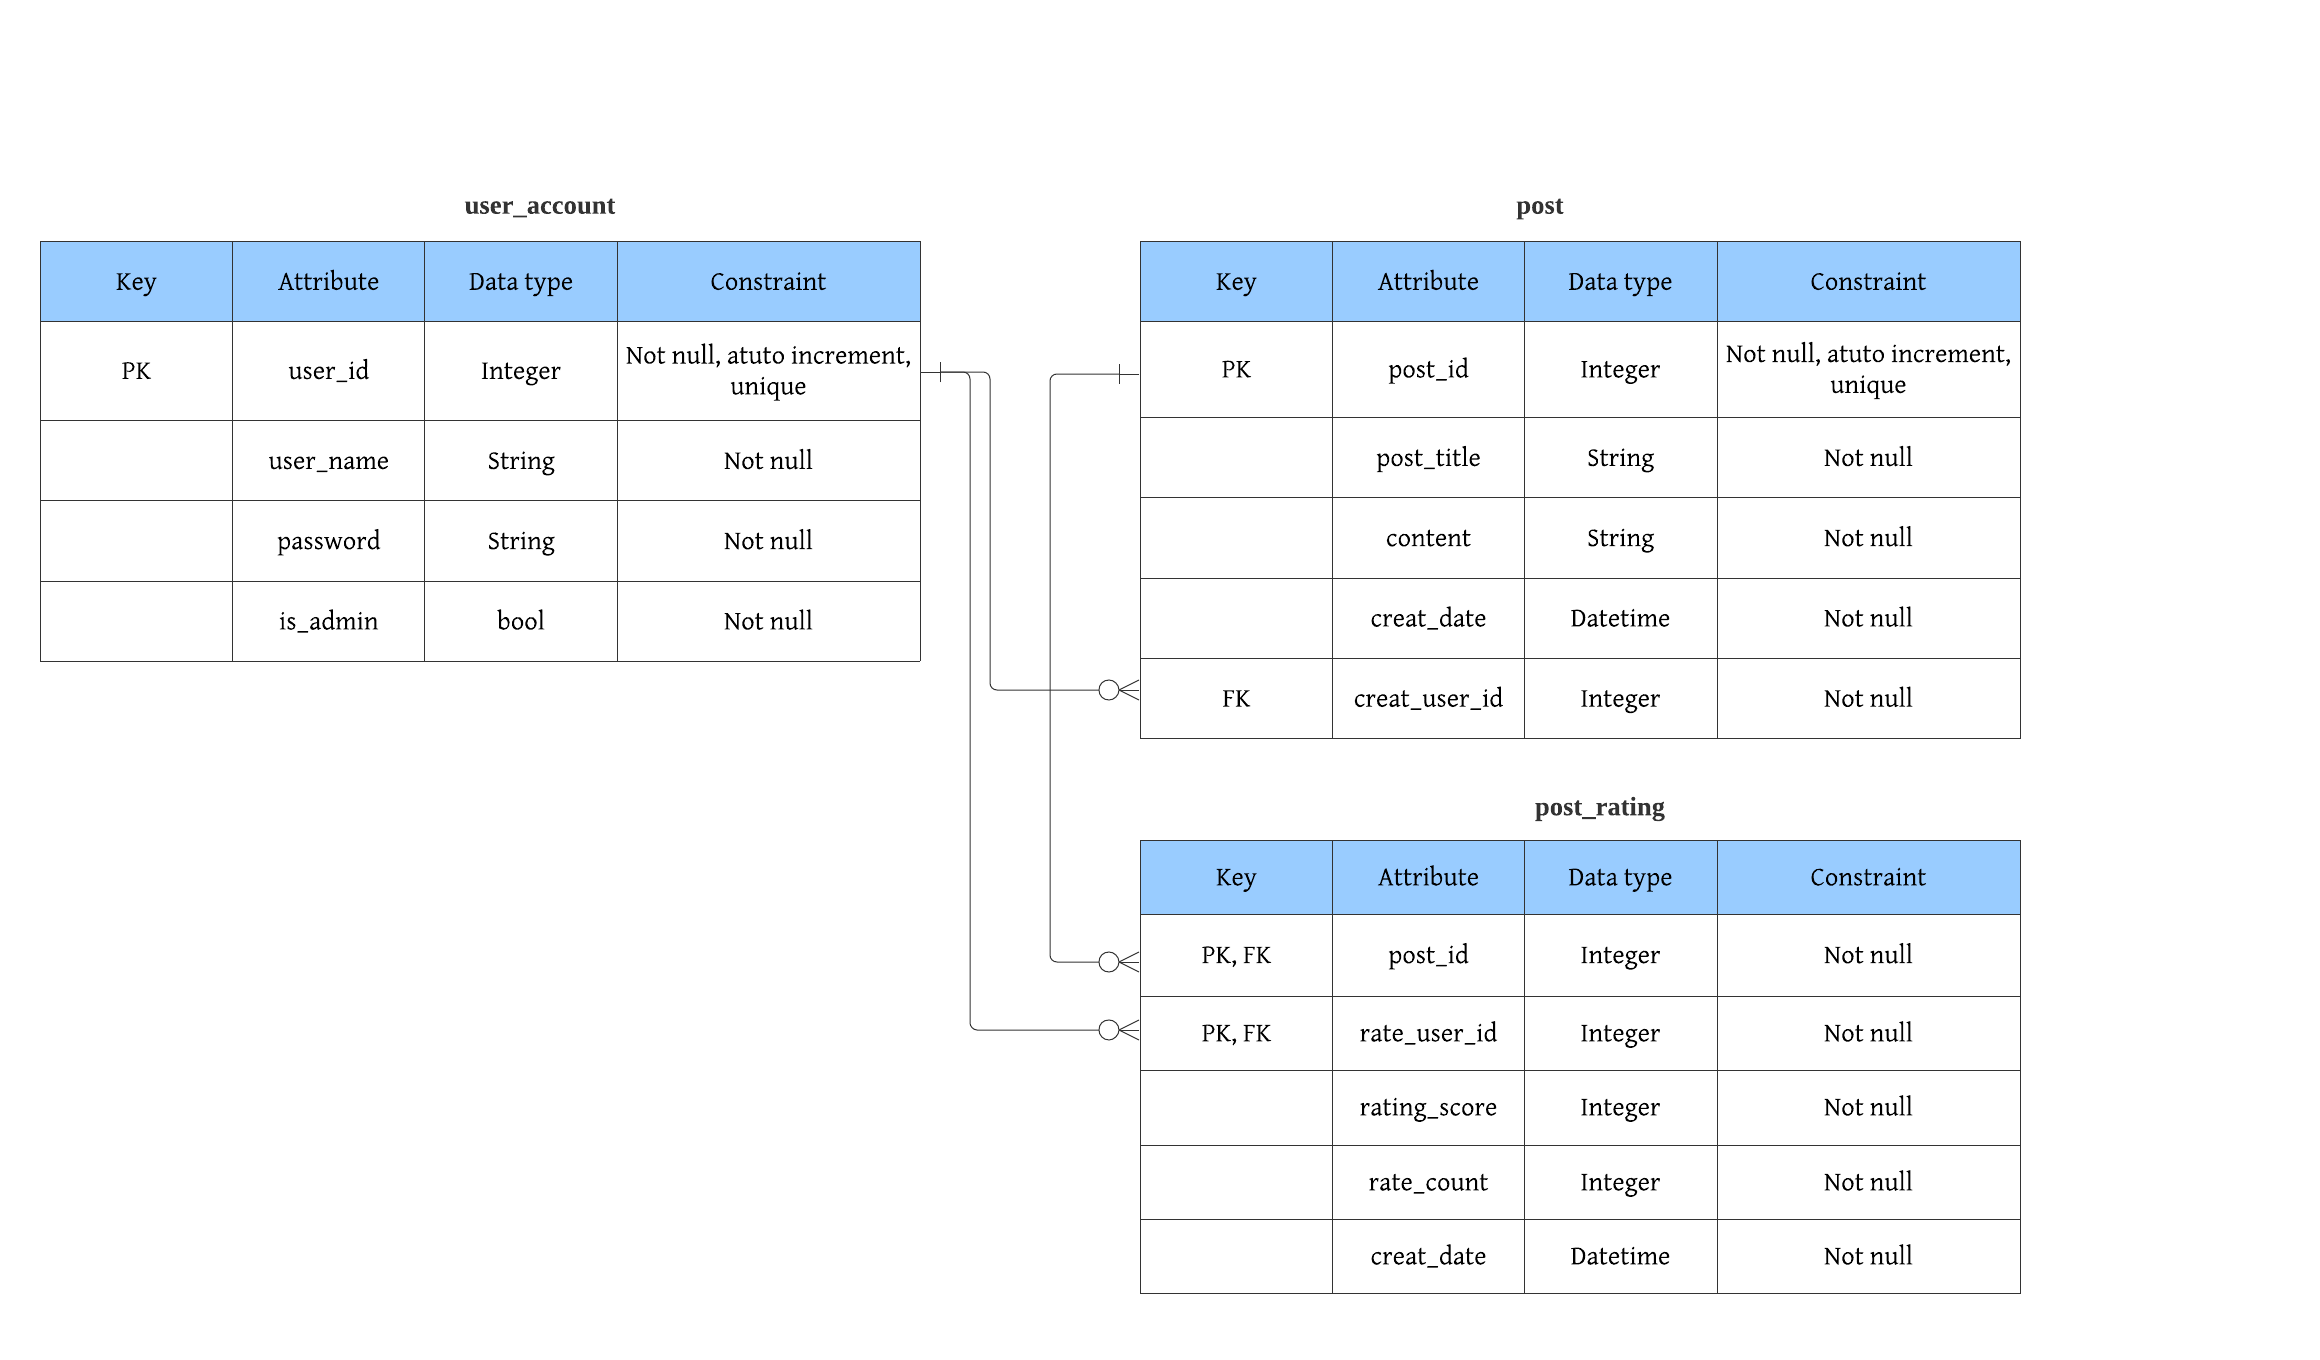 user_account
Key Attribute Data type Constraint
PK user_id Integer Not null, atuto increment,
unique
user_name String Not null
password String Not null
is_admin bool Not null
post
Key Attribute Data type Constraint
PK post_id Integer Not null, atuto increment,
unique
post_title String Not null
content String Not null
creat_date Datetime Not null
FK creat_user_id Integer Not null
post_rating
Key Attribute Data type Constraint
PK, FK post_id Integer Not null
PK, FK rate_user_id Integer Not null
rating_score Integer Not null
rate_count Integer Not null
creat_date Datetime Not null